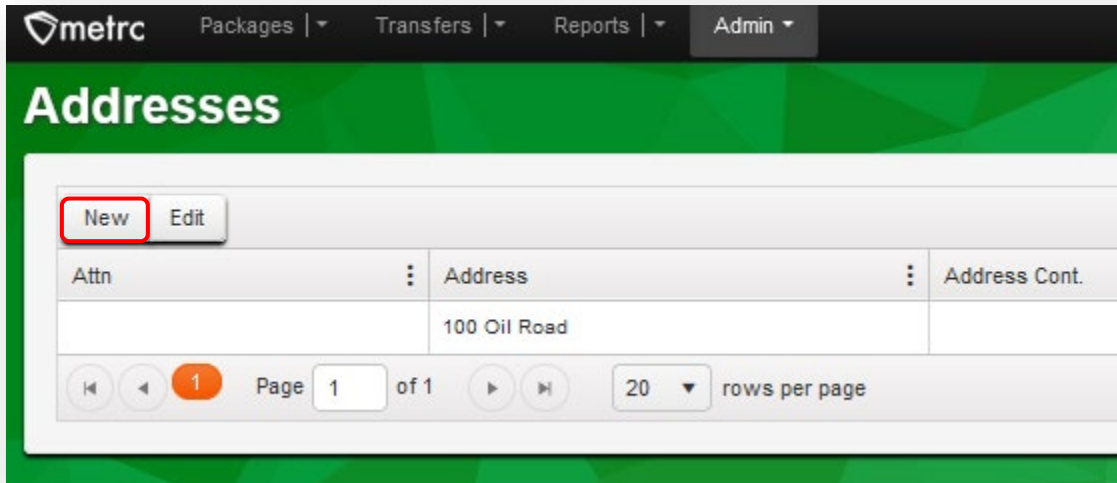 metrc Packages | Transfers | Reports | Admin
Addresses
New Edit
Attn Address Address Cont.
100 Oil Road
1 Page 1 of 1 20 rows per page